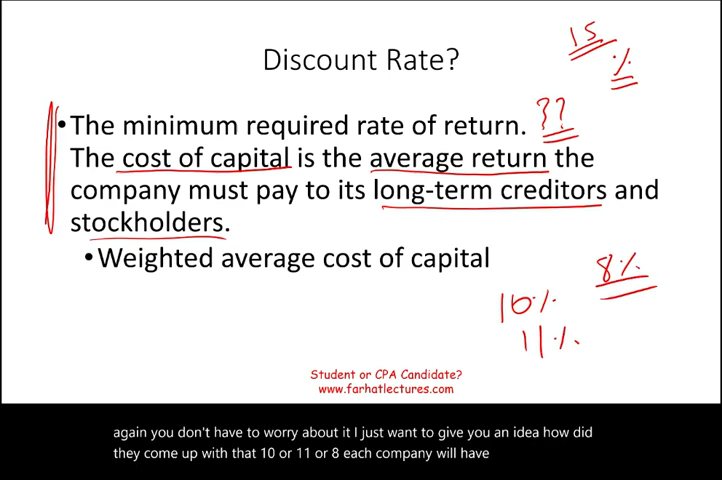 Discount Rate?
15 %
• The minimum required rate of return. ??
The cost of capital is the average return the
company must pay to its long-term creditors and
stockholders.
• Weighted average cost of capital
8%
10%
11%
Student or CPA Candidate?
www.farhatlectures.com
again you don't have to worry about it I just want to give you an idea how did
they come up with that 10 or 11 or 8 each company will have